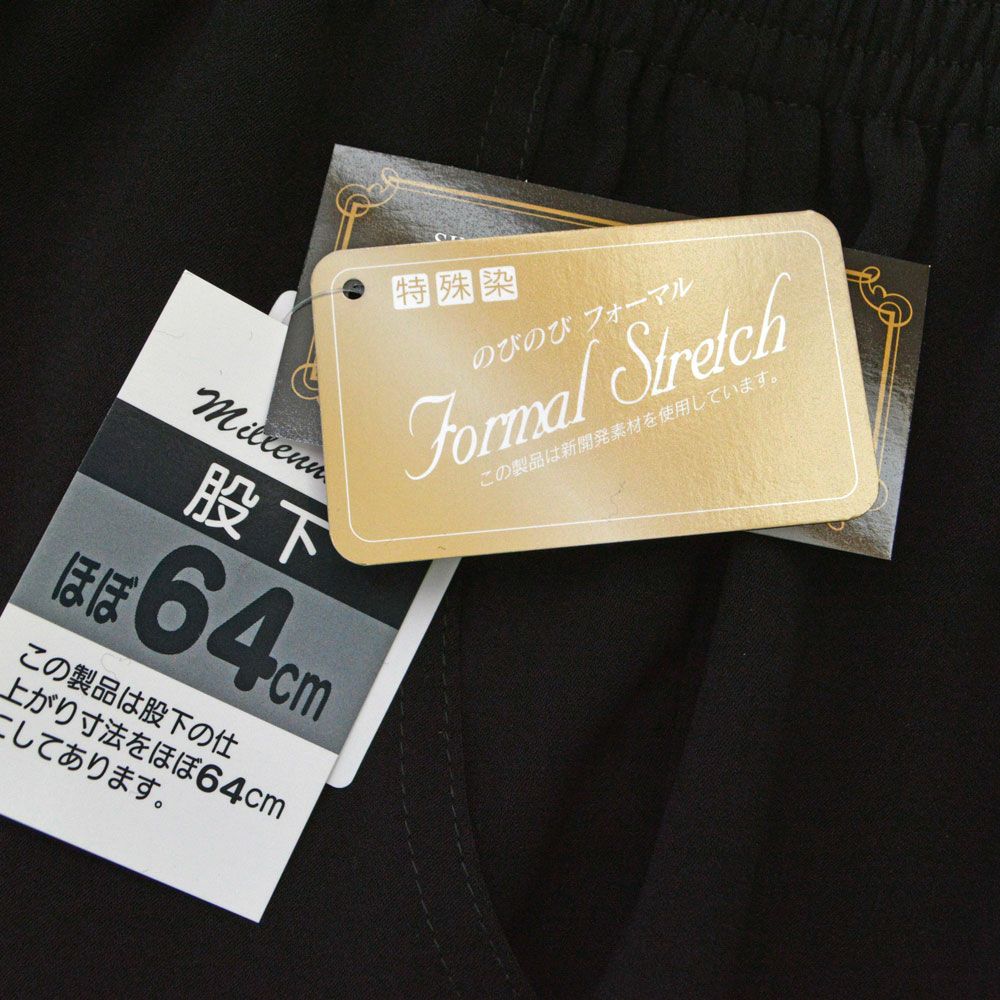 特殊染
のびのび フォーマル
Formal Stretch
この製品は新開発素材を使用しています。
股下
ほぼ64cm
この製品は股下の仕
上がり寸法をほぼ64cm
にしてあります。